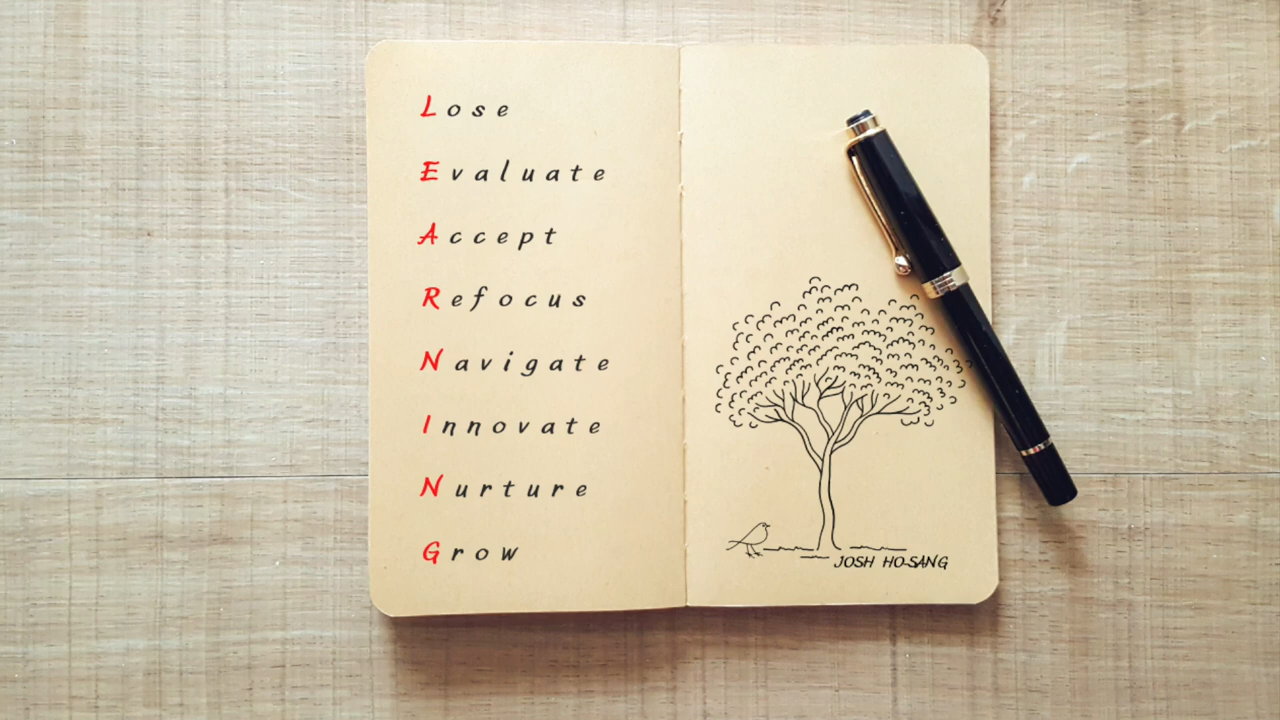 Lose
Evaluate
Accept
Refocus
Navigate
Innovate
Nurture
Grow
JOSH HO-SANG